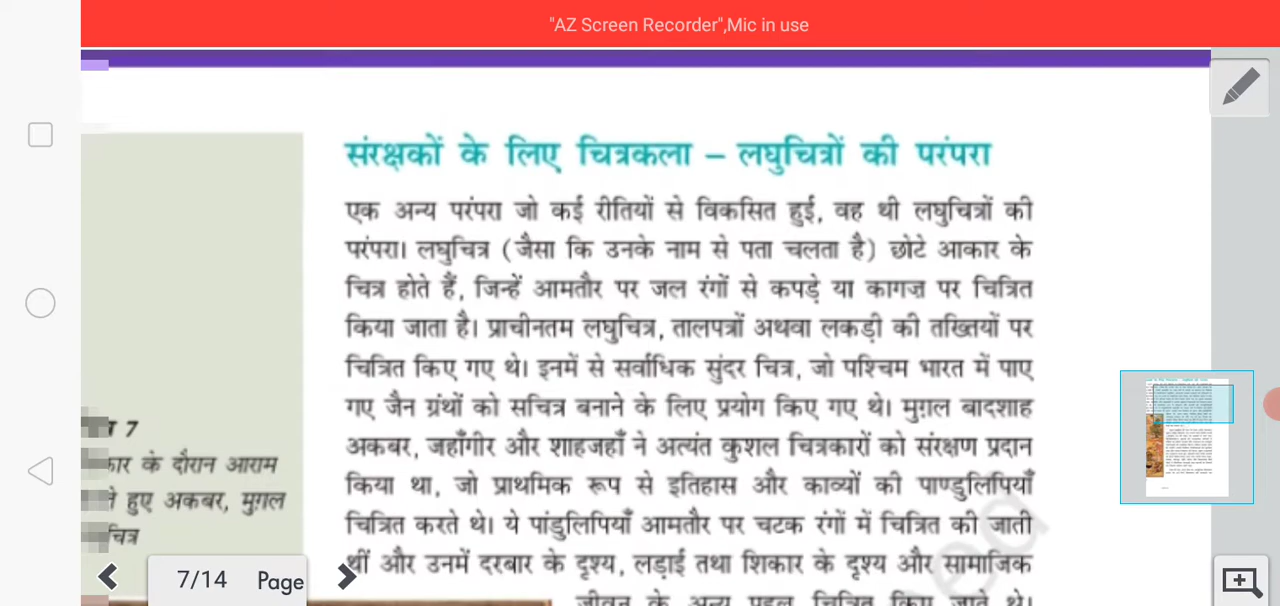 "AZ Screen Recorder",Mic in use
संरक्षकों के लिए चित्रकला – लघुचित्रों की परंपरा
एक अन्य परंपरा जो कई रीतियों से विकसित हुई, वह थी लघुचित्रों की
परंपरा। लघुचित्र (जैसा कि उनके नाम से पता चलता है) छोटे आकार के
चित्र होते हैं, जिन्हें आमतौर पर जल रंगों से कपड़े या कागज़ पर चित्रित
किया जाता है। प्राचीनतम लघुचित्र, तालपत्रों अथवा लकड़ी की तख्तियों पर
चित्रित किए गए थे। इनमें से सर्वाधिक सुंदर चित्र, जो पश्चिम भारत में पाए
गए जैन ग्रंथों को सचित्र बनाने के लिए प्रयोग किए गए थे। मुग़ल बादशाह
अकबर, जहाँगीर और शाहजहाँ ने अत्यंत कुशल चित्रकारों को संरक्षण प्रदान
किया था, जो प्राथमिक रूप से इतिहास और काव्यों की पाण्डुलिपियाँ
चित्रित करते थे। ये पांडुलिपियाँ आमतौर पर चटक रंगों में चित्रित की जाती
थीं और उनमें दरबार के दृश्य, लड़ाई तथा शिकार के दृश्य और सामाजिक
जीवन के अन्य पहलू चित्रित किए जाते थे।
7
के दौरान आराम
हुए अकबर, मुग़ल
चित्र
7/14 Page